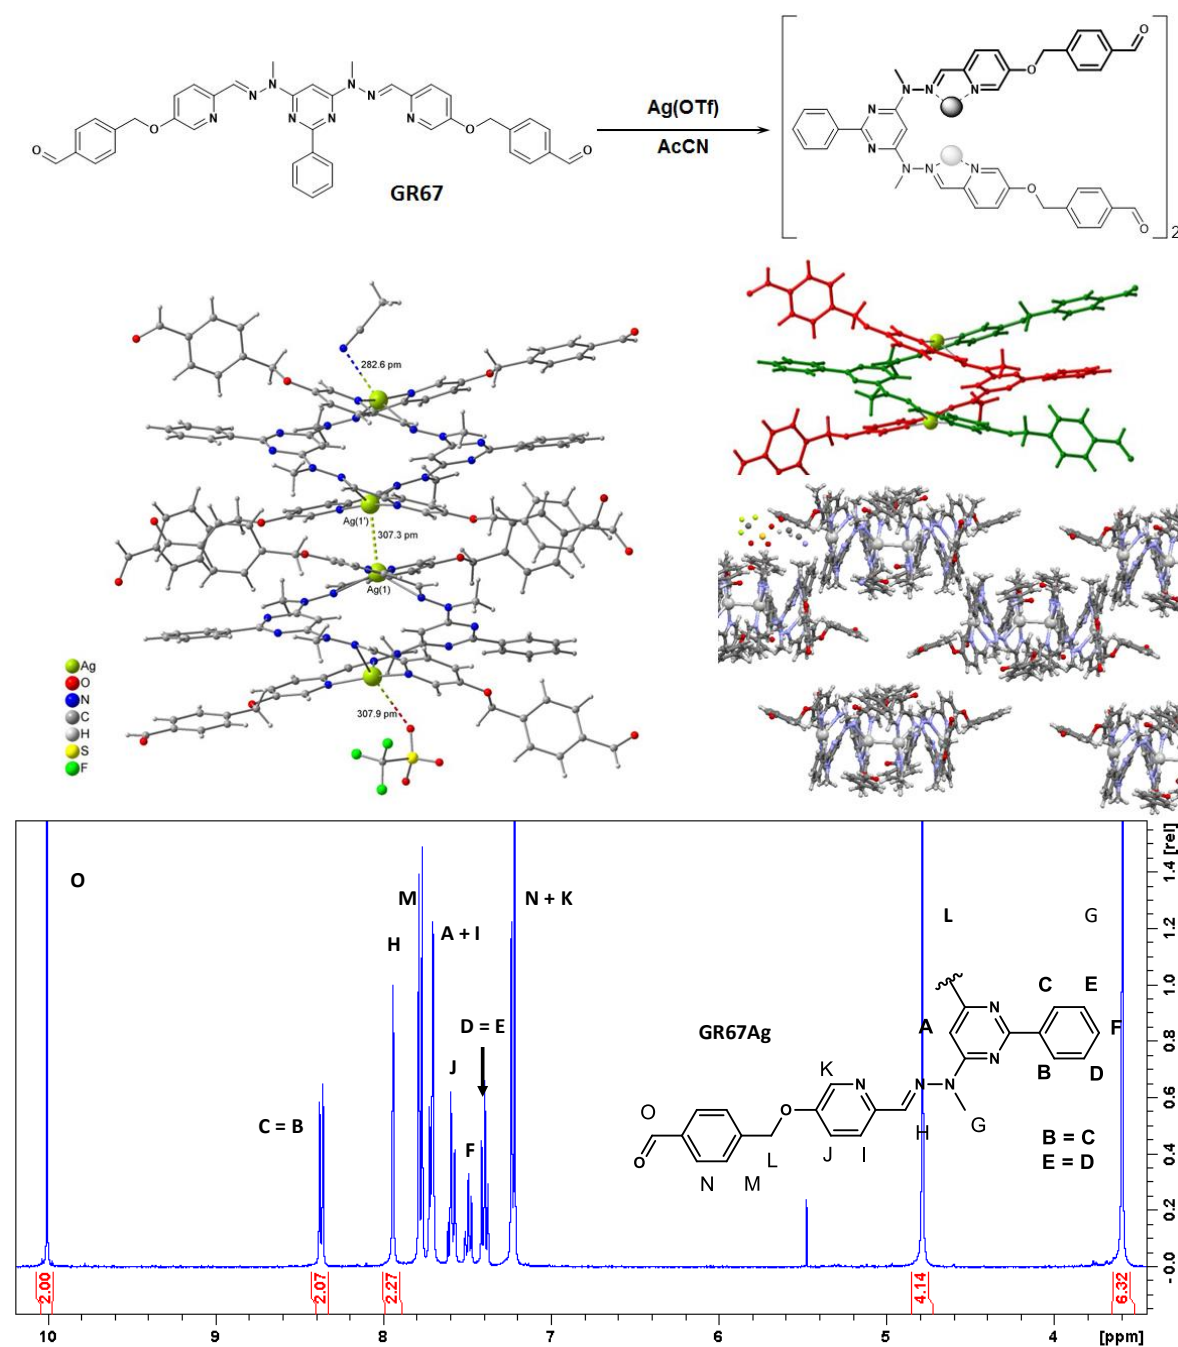 N
N
N
N
N
N
N
N
O
O
O
O
GR67
Ag(OTf)
AcCN
N
N
N
N
N
N
N
N
O
O
O
O
2
282.6 pm
Ag(1')
307.3 pm
Ag(1)
307.9 pm
Ag
O
N
C
H
S
F
O
C = B
H
M
A + I
J
F
D = E
N + K
L
G
GR67Ag
A
C
E
F
B
D
N
N
N
N
N
K
O
O
O
H
G
L
J
I
N
M
B = C
E = D
1.4 [rel]
1.2
1.0
0.8
0.6
0.4
0.2
-0.0
2.00
2.07
2.27
4.14
6.32
10
9
8
7
6
5
4
[ppm]